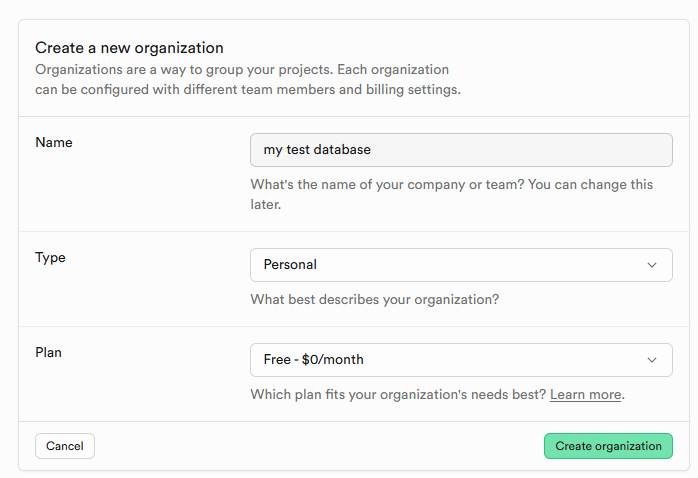 Create a new organization
Organizations are a way to group your projects. Each organization
can be configured with different team members and billing settings.
Name
my test database
What's the name of your company or team? You can change this
later.
Type
Personal
What best describes your organization?
Plan
Free - $0/month
Which plan fits your organization's needs best? Learn more.
Cancel
Create organization